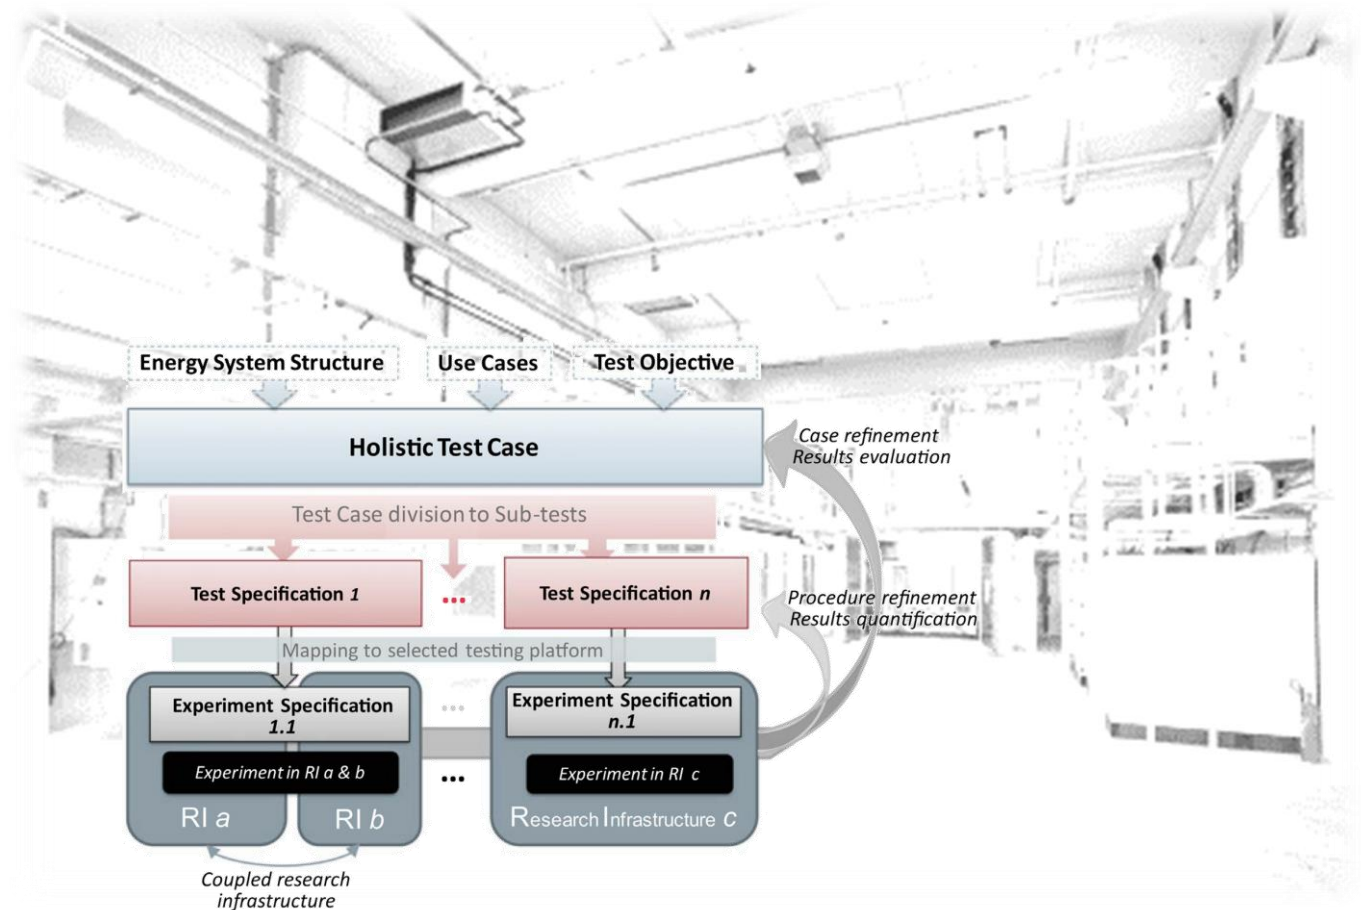 Energy System Structure
Use Cases
Test Objective
Holistic Test Case
Case refinement
Results evaluation
Test Case division to Sub-tests
Test Specification 1
...
Test Specification n
Procedure refinement
Results quantification
Mapping to selected testing platform
Experiment Specification
1.1
...
Experiment Specification
n.1
Experiment in RI a & b
...
Experiment in RI c
RI a
RI b
Research Infrastructure c
Coupled research
infrastructure